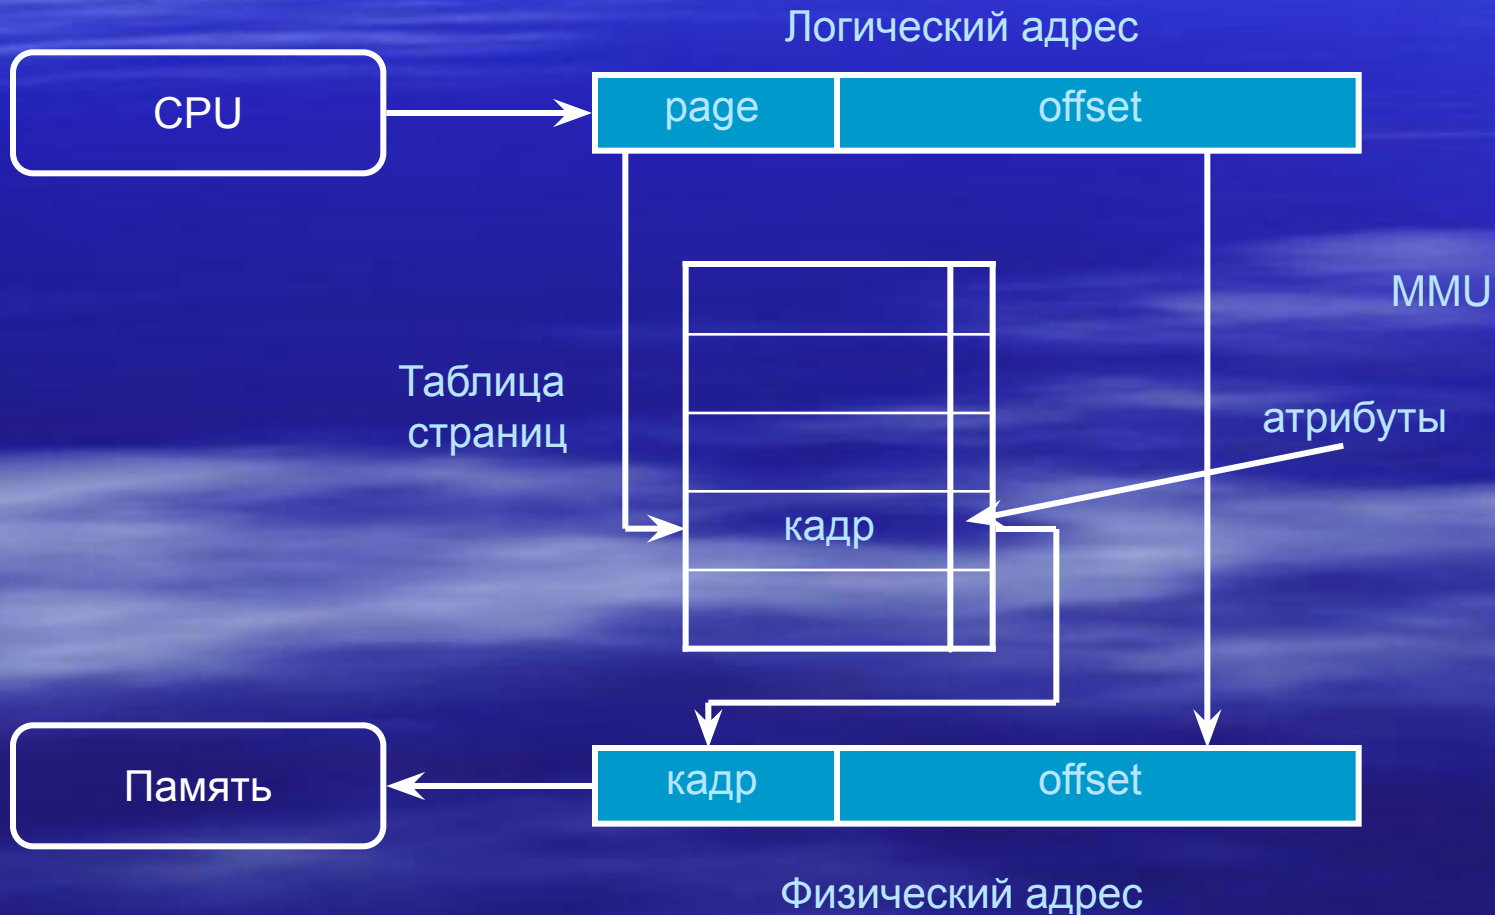 Логический адрес
CPU
page
offset
MMU
Таблица
страниц
атрибуты
кадр
Память
кадр
offset
Физический адрес